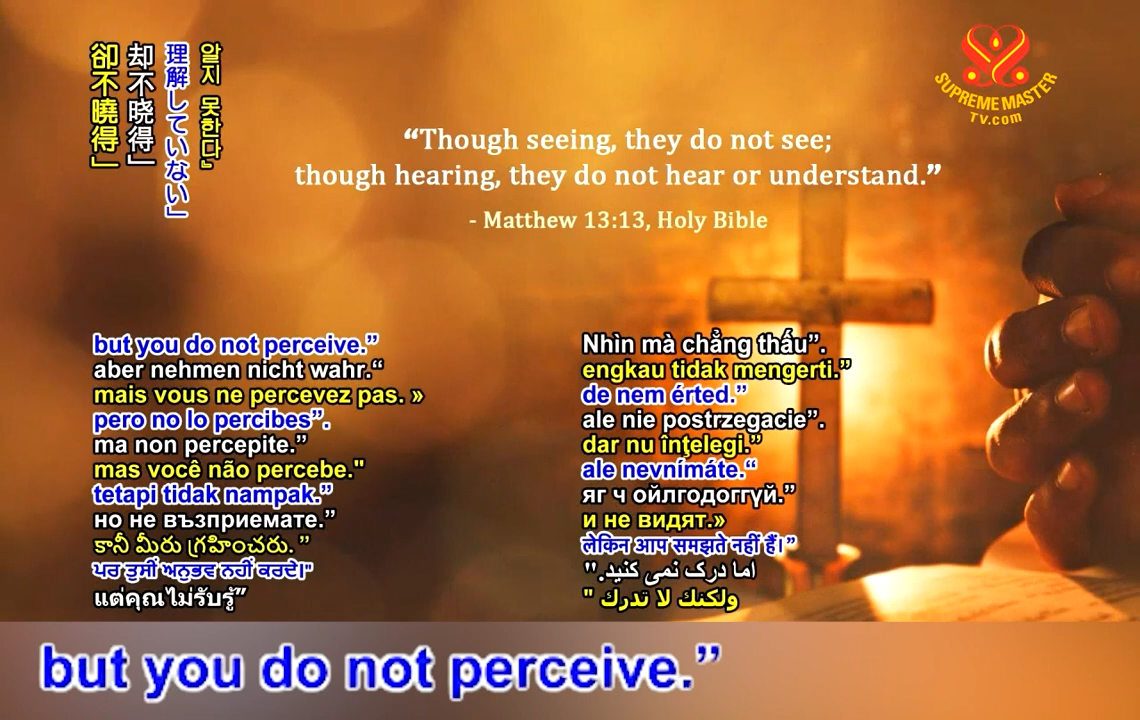 알지 못한다』
理解していない」
却不晓得」
卻不曉得」
SUPREME MASTER
TV.com
“Though seeing, they do not see;
though hearing, they do not hear or understand.”
- Matthew 13:13, Holy Bible
but you do not perceive.”
aber nehmen nicht wahr.“
mais vous ne percevez pas. »
pero no lo percibes”.
ma non percepite.”
mas você não percebe."
tetapi tidak nampak.”
но не възприемате.”
కానీ మీరు గ్రహించరు. ”
ਪਰ ਤੁਸੀਂ ਅਨੁਭਵ ਨਹੀਂ ਕਰਦੇ।"
แต่คุณไม่รับรู้”
Nhìn mà chẳng thấu”.
engkau tidak mengerti.”
de nem érted.”
ale nie postrzegacie”.
dar nu înţelegi.”
ale nevnímáte.“
яг ч ойлгодоггүй.”
и не видят.»
लेकिन आप समझते नहीं हैं।”
اما درک نمی کنید."
ولكنك لا تدرك "
but you do not perceive.”